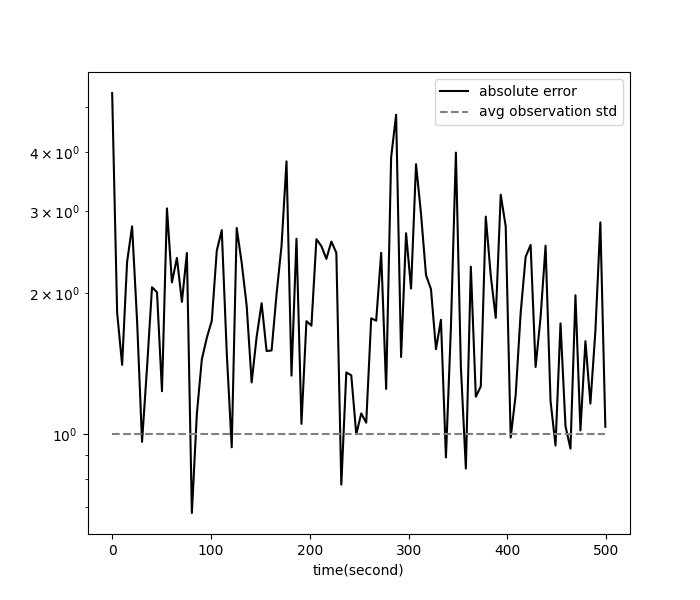 absolute error
avg observation std
4 × 10⁰
3 × 10⁰
2 × 10⁰
10⁰
0 100 200 300 400 500
time(second)